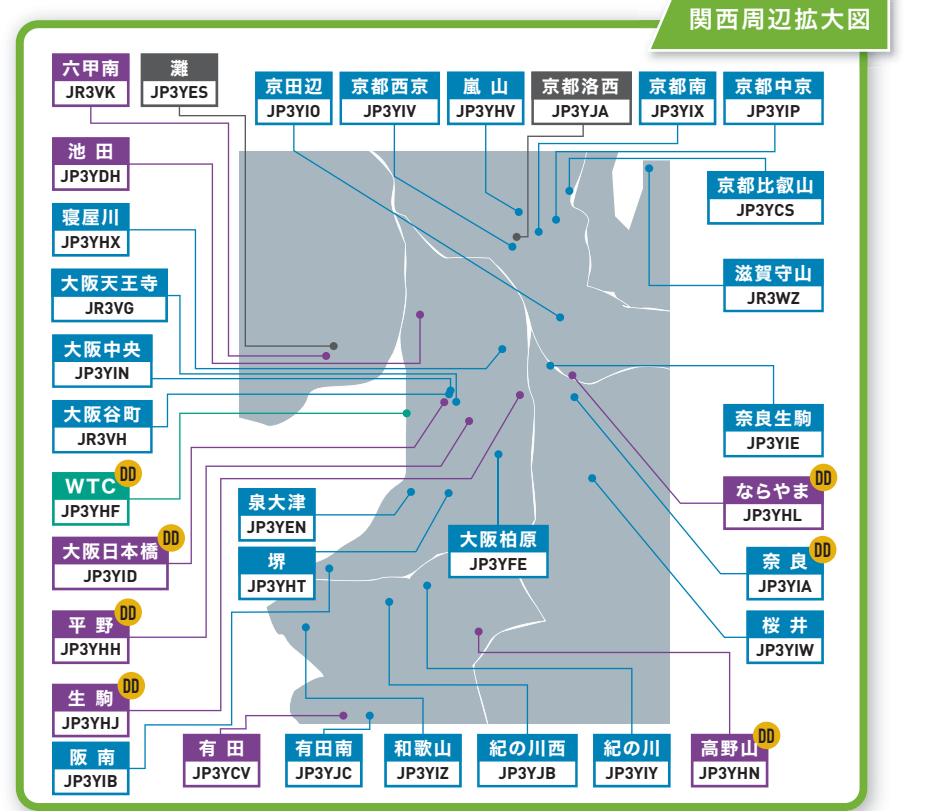 関西周辺拡大図
六甲南
JR3VK
灘
JP3YES
京田辺
JP3YIO
京都西京
JP3YIV
嵐山
JP3YHV
京都洛西
JP3YJA
京都南
JP3YIX
京都中京
JP3YIP
池田
JP3YDH
京都比叡山
JP3YCS
寝屋川
JP3YHX
滋賀守山
JR3WZ
大阪天王寺
JR3VG
大阪中央
JP3YIN
大阪谷町
JR3VH
奈良生駒
JP3YIE
WTC
DD
JP3YHF
ならやま
DD
JP3YHL
泉大津
JP3YEN
大阪柏原
JP3YFE
大阪日本橋
DD
JP3YID
堺
JP3YHT
奈良
DD
JP3YIA
平野
DD
JP3YHH
桜井
JP3YIW
生駒
DD
JP3YHJ
阪南
JP3YIB
有田
JP3YCV
有田南
JP3YJC
和歌山
JP3YIZ
紀の川西
JP3YJB
紀の川
JP3YIY
高野山
DD
JP3YHN